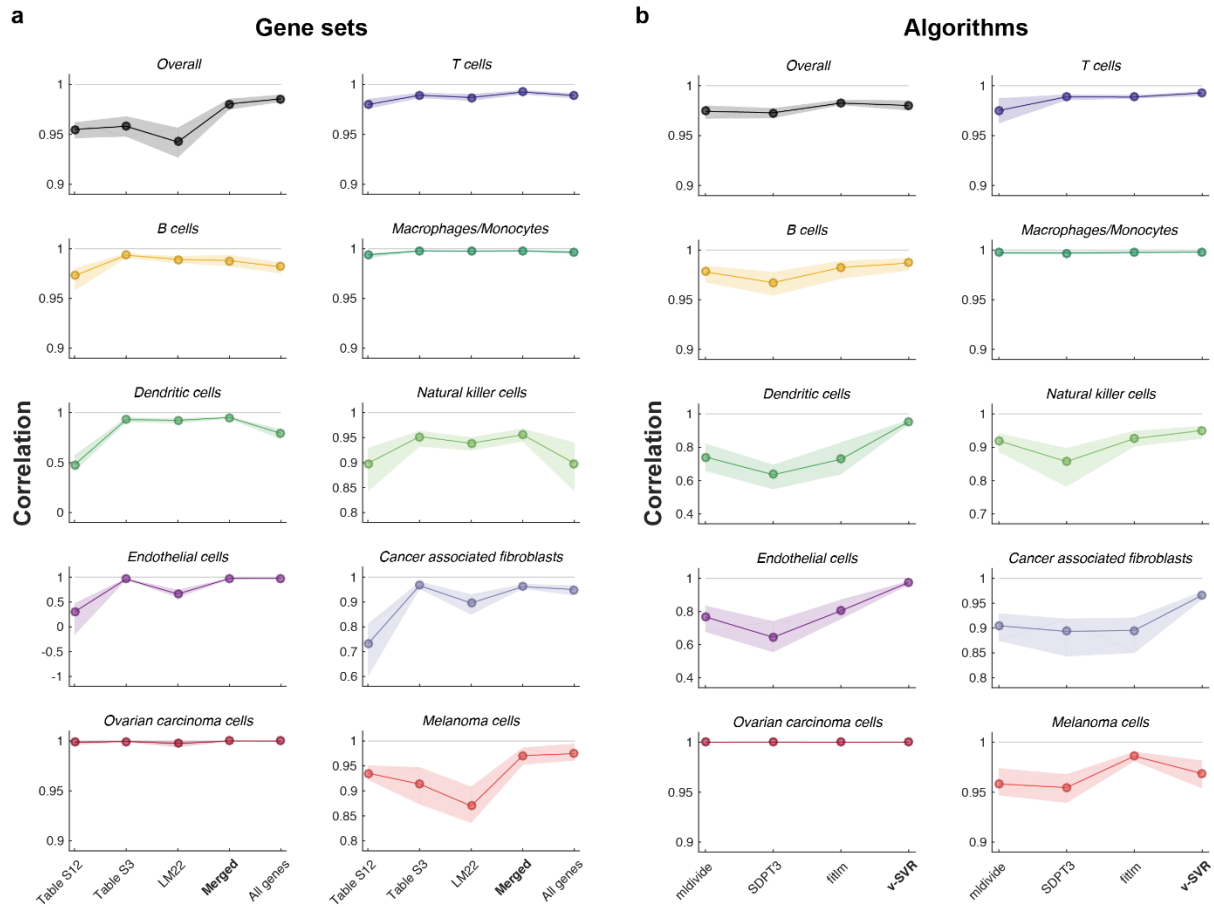 a
Gene sets
Correlation
Overall
1
0.95
0.9
T cells
1
0.95
0.9
B cells
1
0.95
0.9
Macrophages/Monocytes
1
0.95
0.9
Dendritic cells
1
0.5
0
Natural killer cells
1
0.95
0.9
0.85
0.8
Endothelial cells
1
0.5
0
-0.5
-1
Cancer associated fibroblasts
1
0.9
0.8
0.7
0.6
Ovarian carcinoma cells
1
0.95
0.9
Melanoma cells
1
0.95
0.9
0.85
0.8
Table S12
Table S3
LM22
Merged
All genes
Table S12
Table S3
LM22
Merged
All genes
b
Algorithms
Correlation
Overall
1
0.95
0.9
T cells
1
0.95
0.9
B cells
1
0.95
0.9
Macrophages/Monocytes
1
0.95
0.9
Dendritic cells
1
0.8
0.6
0.4
Natural killer cells
1
0.9
0.8
0.7
Endothelial cells
1
0.8
0.6
0.4
Cancer associated fibroblasts
1
0.95
0.9
0.85
0.8
Ovarian carcinoma cells
1
0.95
0.9
Melanoma cells
1
0.95
0.9
mldivide
SDPT3
fitlm
v-SVR
mldivide
SDPT3
fitlm
v-SVR